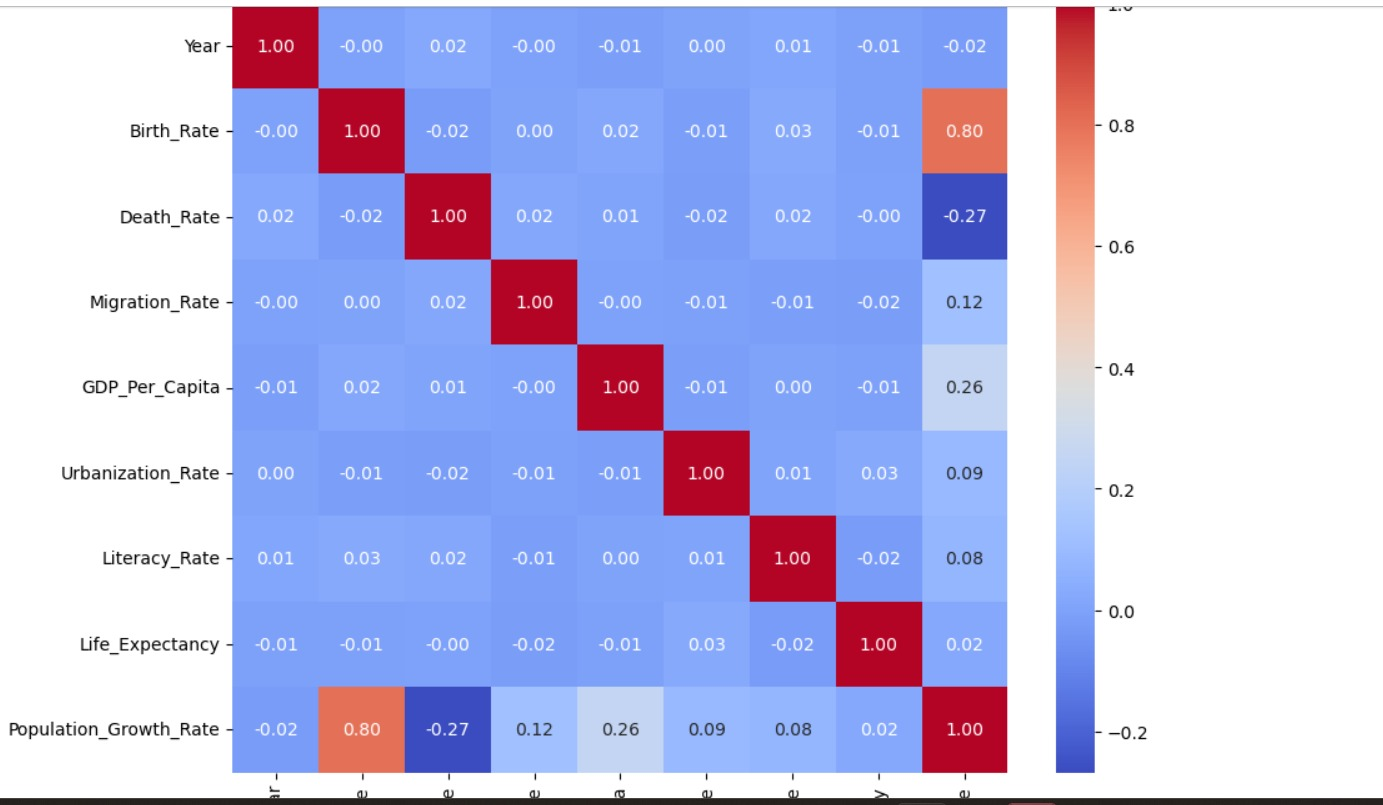 1.0
Year 1.00 -0.00 0.02 -0.00 -0.01 0.00 0.01 -0.01 -0.02
Birth_Rate -0.00 1.00 -0.02 0.00 0.02 -0.01 0.03 -0.01 0.80 0.8
Death_Rate 0.02 -0.02 1.00 0.02 0.01 -0.02 0.02 -0.00 -0.27
0.6
Migration_Rate -0.00 0.00 0.02 1.00 -0.00 -0.01 -0.01 -0.02 0.12
GDP_Per_Capita -0.01 0.02 0.01 -0.00 1.00 -0.01 0.00 -0.01 0.26 0.4
Urbanization_Rate 0.00 -0.01 -0.02 -0.01 -0.01 1.00 0.01 0.03 0.09
0.2
Literacy_Rate 0.01 0.03 0.02 -0.01 0.00 0.01 1.00 -0.02 0.08
0.0
Life_Expectancy -0.01 -0.01 -0.00 -0.02 -0.01 0.03 -0.02 1.00 0.02
Population_Growth_Rate -0.02 0.80 -0.27 0.12 0.26 0.09 0.08 0.02 1.00 −0.2